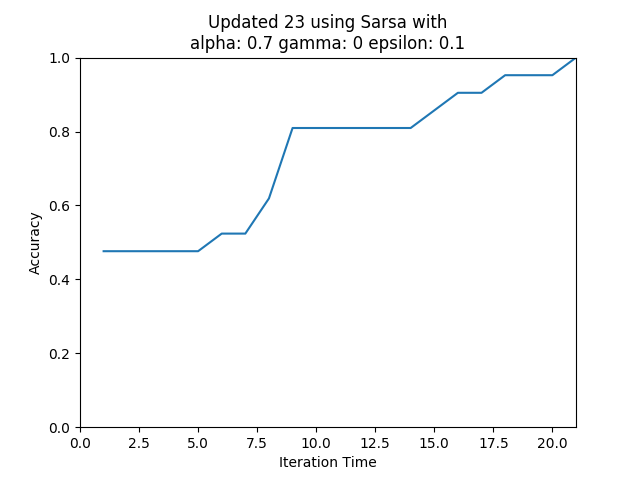 Updated 23 using Sarsa with
alpha: 0.7 gamma: 0 epsilon: 0.1
1.0
0.8
0.6
0.4
0.2
0.0
Accuracy
0.0 2.5 5.0 7.5 10.0 12.5 15.0 17.5 20.0
Iteration Time